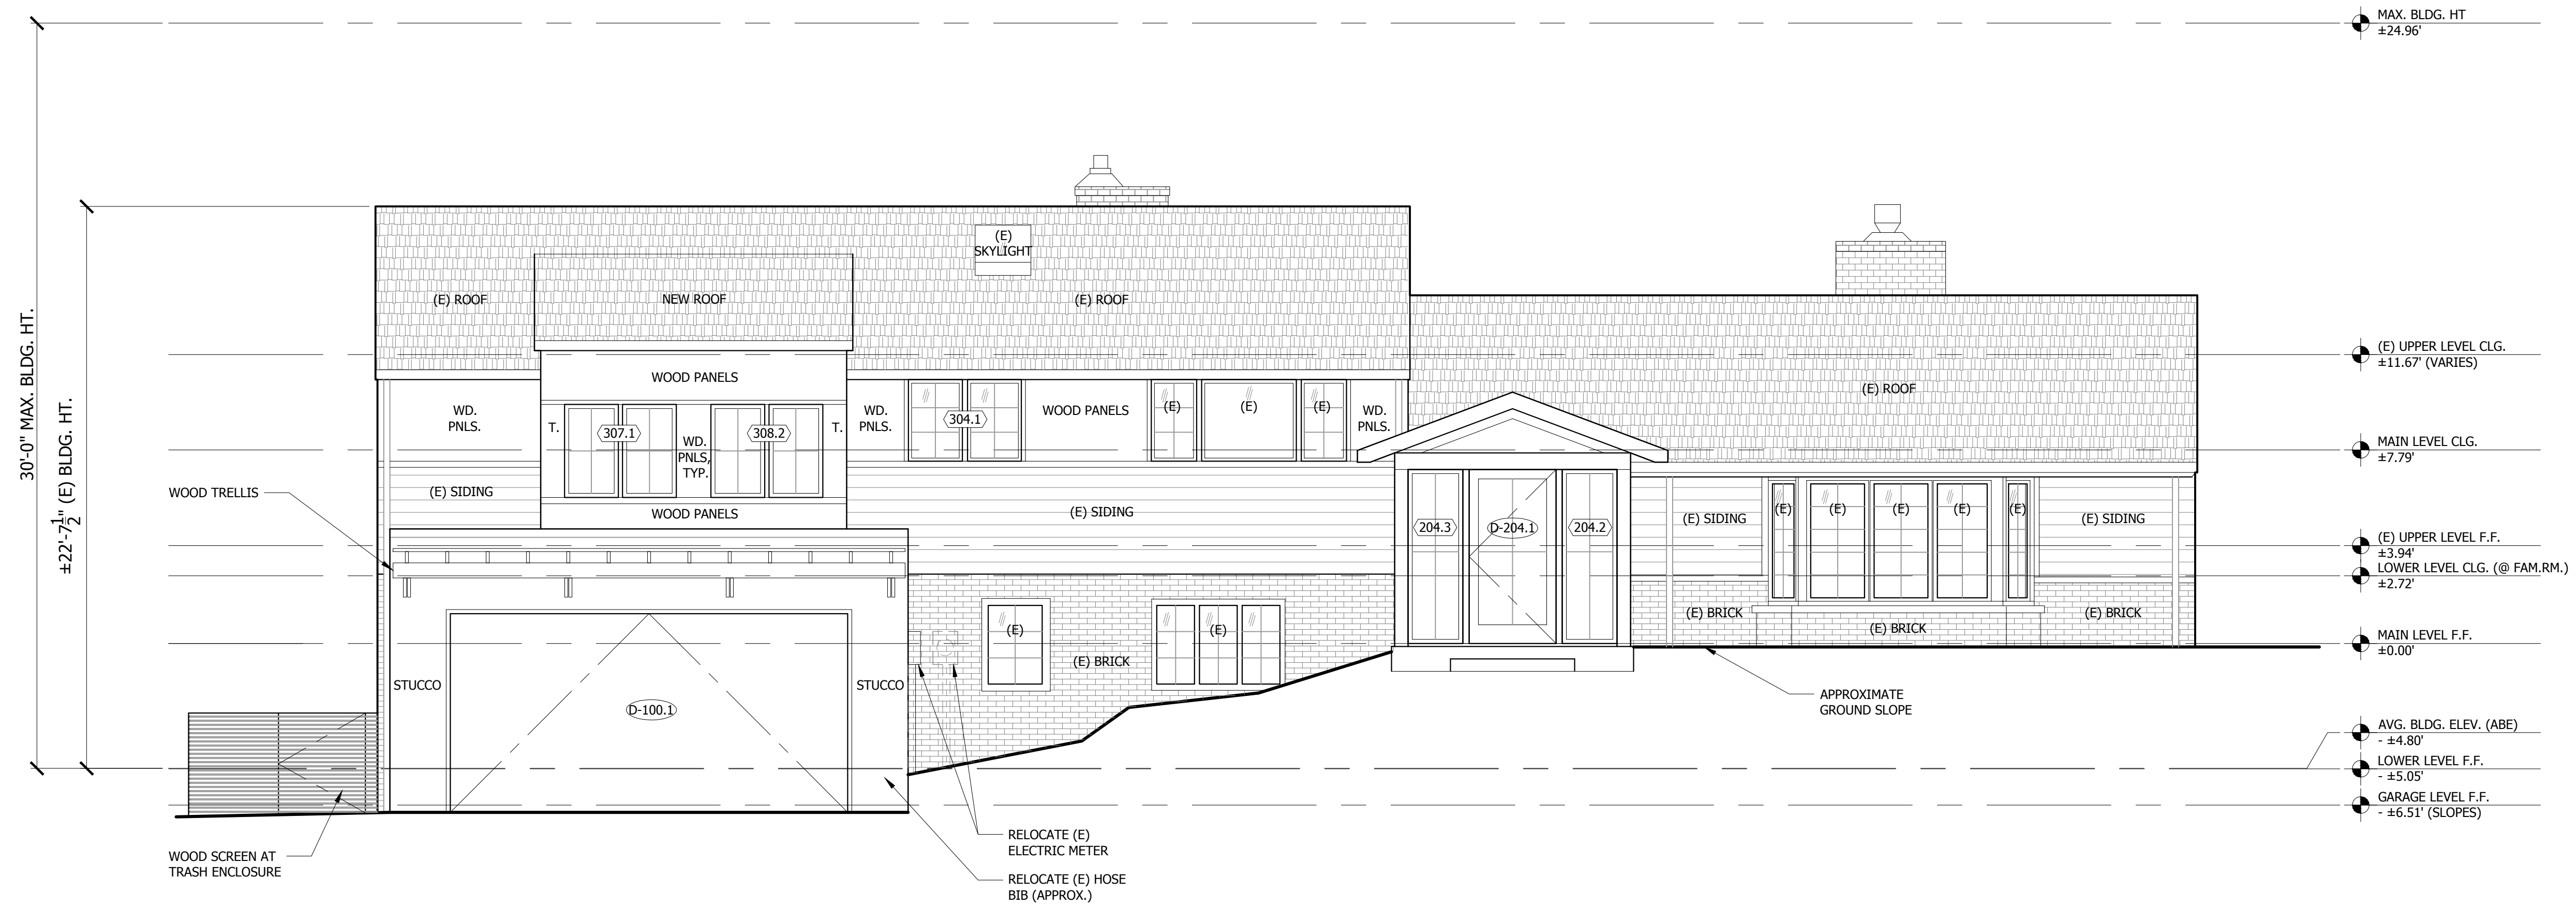 MAX. BLDG. HT
±24.96'
30'-0" MAX. BLDG. HT.
±22'-7 1/2" (E) BLDG. HT.
(E)
SKYLIGHT
(E) ROOF
NEW ROOF
(E) ROOF
(E) UPPER LEVEL CLG.
±11.67' (VARIES)
WOOD PANELS
(E) ROOF
WD.
PNLS.
T.
307.1
WD.
PNLS,
TYP.
308.2
T.
WD.
PNLS.
304.1
WOOD PANELS
(E)
(E)
(E)
WD.
PNLS.
MAIN LEVEL CLG.
±7.79'
WOOD TRELLIS
(E) SIDING
WOOD PANELS
(E) SIDING
204.3
D-204.1
204.2
(E) SIDING
(E)
(E)
(E)
(E)
(E)
(E) SIDING
(E) UPPER LEVEL F.F.
±3.94'
LOWER LEVEL CLG. (@ FAM.RM.)
±2.72'
(E)
(E)
(E) BRICK
(E) BRICK
(E) BRICK
(E) BRICK
MAIN LEVEL F.F.
±0.00'
STUCCO
D-100.1
STUCCO
APPROXIMATE
GROUND SLOPE
AVG. BLDG. ELEV. (ABE)
- ±4.80'
LOWER LEVEL F.F.
- ±5.05'
GARAGE LEVEL F.F.
- ±6.51' (SLOPES)
WOOD SCREEN AT
TRASH ENCLOSURE
RELOCATE (E)
ELECTRIC METER
RELOCATE (E) HOSE
BIB (APPROX.)